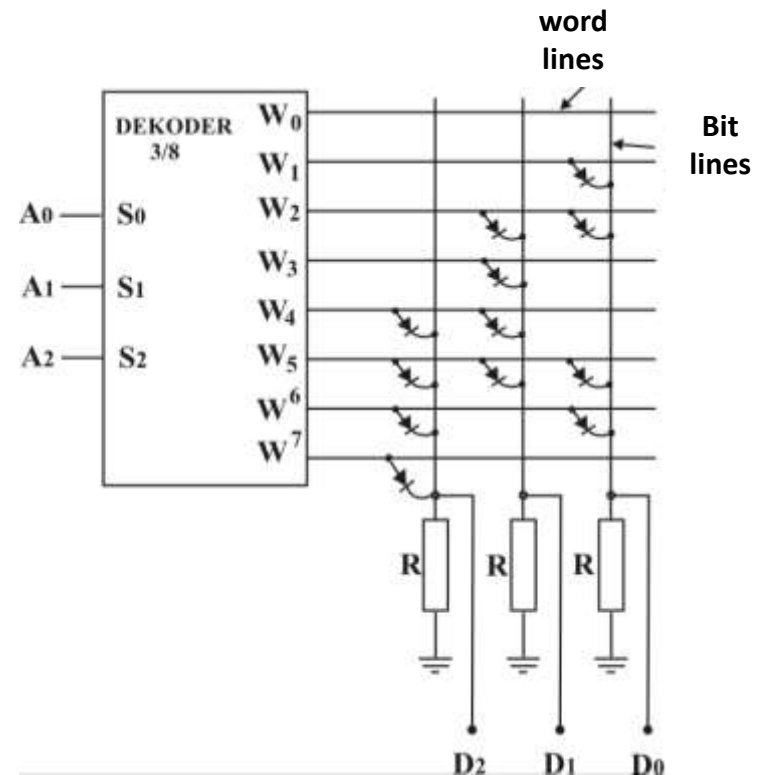 word
lines
Bit
lines
DEKODER
3/8
W0
W1
W2
W3
W4
W5
W6
W7
A0
S0
A1
S1
A2
S2
R
R
R
D2
D1
D0